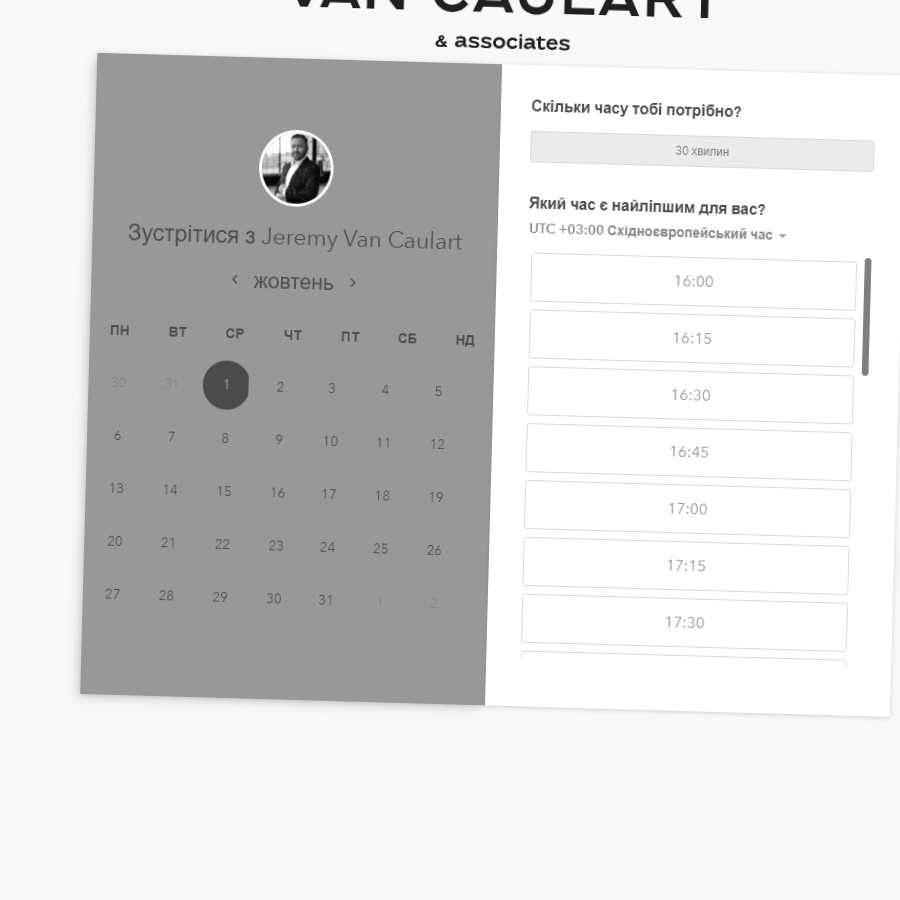 VAN CAULART
& associates
Зустрітися з Jeremy Van Caulart
жовтень
ПН ВТ СР ЧТ ПТ СБ НД
30 31 1 2 3 4 5
6 7 8 9 10 11 12
13 14 15 16 17 18 19
20 21 22 23 24 25 26
27 28 29 30 31 1 2
Скільки часу тобі потрібно?
30 хвилин
Який час є найліпшим для вас?
UTC +03:00 Східноєвропейський час
16:00
16:15
16:30
16:45
17:00
17:15
17:30